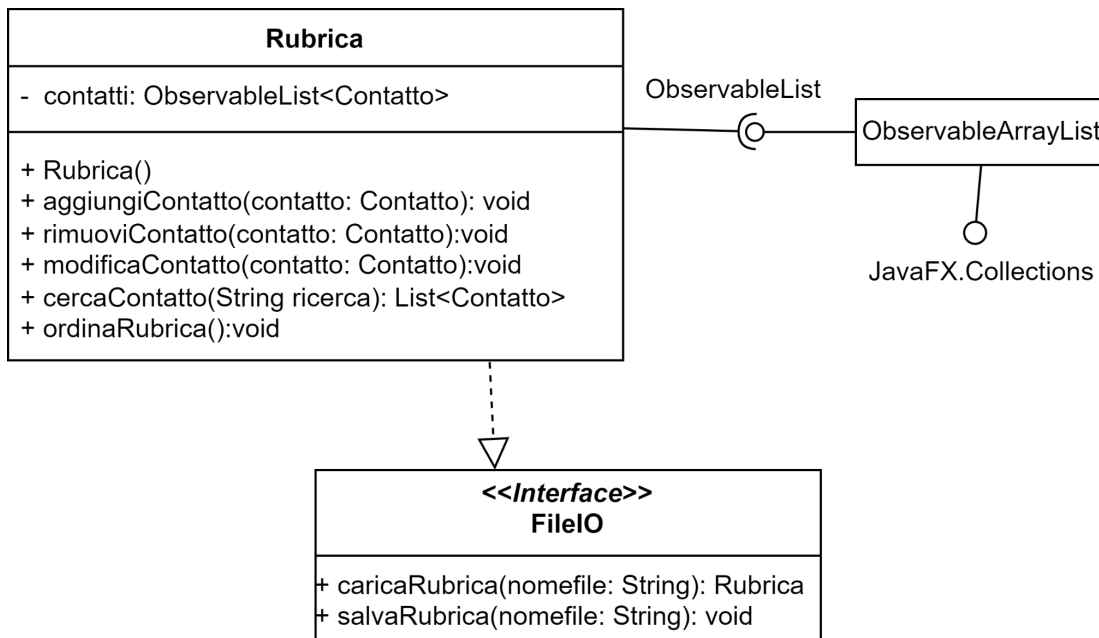 Rubrica
- contatti: ObservableList<Contatto>
+ Rubrica()
+ aggiungiContatto(contatto: Contatto): void
+ rimuoviContatto(contatto: Contatto):void
+ modificaContatto(contatto: Contatto):void
+ cercaContatto(String ricerca): List<Contatto>
+ ordinaRubrica():void
ObservableList
ObservableArrayList
JavaFX.Collections
<<Interface>>
FileIO
+ caricaRubrica(nomefile: String): Rubrica
+ salvaRubrica(nomefile: String): void